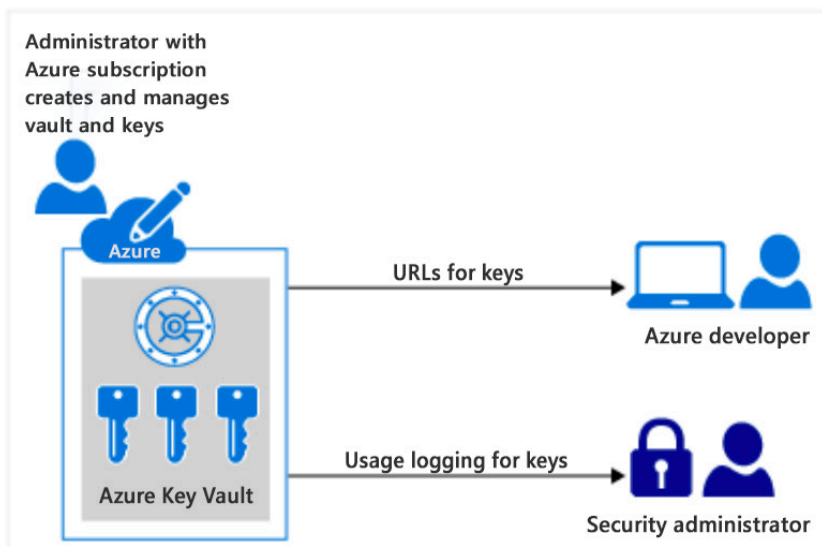 Administrator with
Azure subscription
creates and manages
vault and keys
Azure
URLs for keys
Azure developer
Usage logging for keys
Azure Key Vault
Security administrator